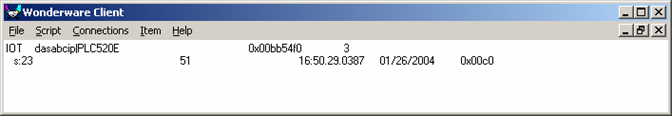 Wonderware Client
File Script Connections Item Help
IOT dasabcip|PLC520E 0x00bb54f0 3
s:23 51 16:50.29.0387 01/26/2004 0x00c0